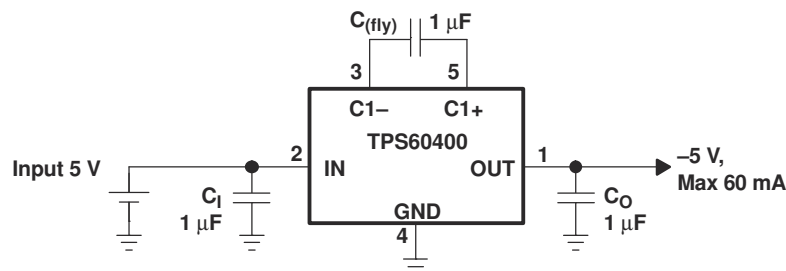 C(fly) 1 μF
3 5
C1– C1+
TPS60400
Input 5 V 2 IN OUT 1 –5 V,
Max 60 mA
CI
1 μF
GND
4
CO
1 μF